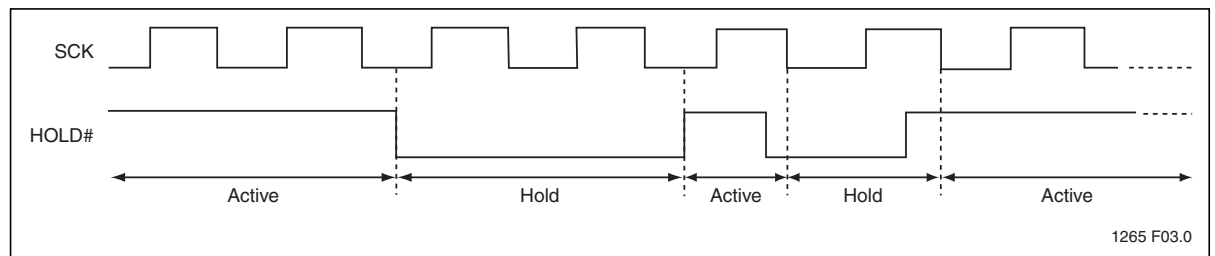 SCK
HOLD#
Active Hold Active Hold Active
1265 F03.0